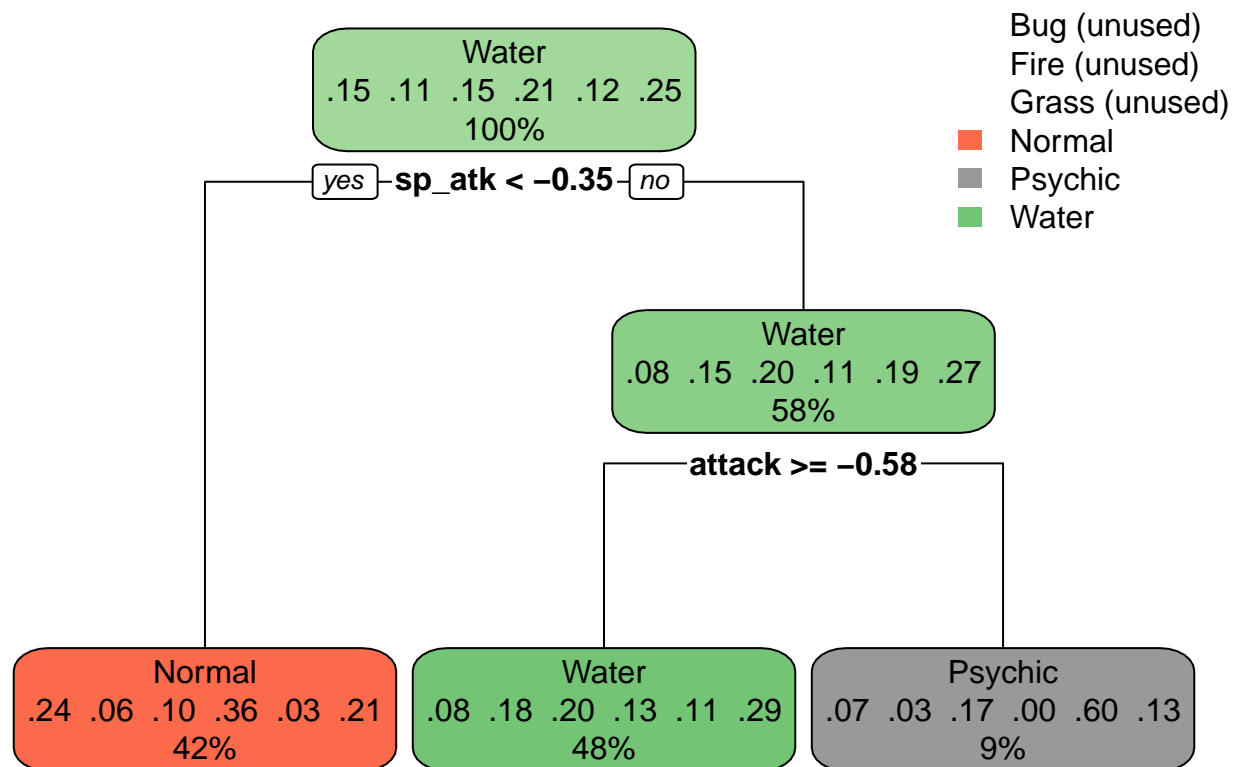 Water
.15 .11 .15 .21 .12 .25
100%
yes sp_atk < −0.35 no
Bug (unused)
Fire (unused)
Grass (unused)
Normal
Psychic
Water
Water
.08 .15 .20 .11 .19 .27
58%
attack >= −0.58
Normal
.24 .06 .10 .36 .03 .21
42%
Water
.08 .18 .20 .13 .11 .29
48%
Psychic
.07 .03 .17 .00 .60 .13
9%